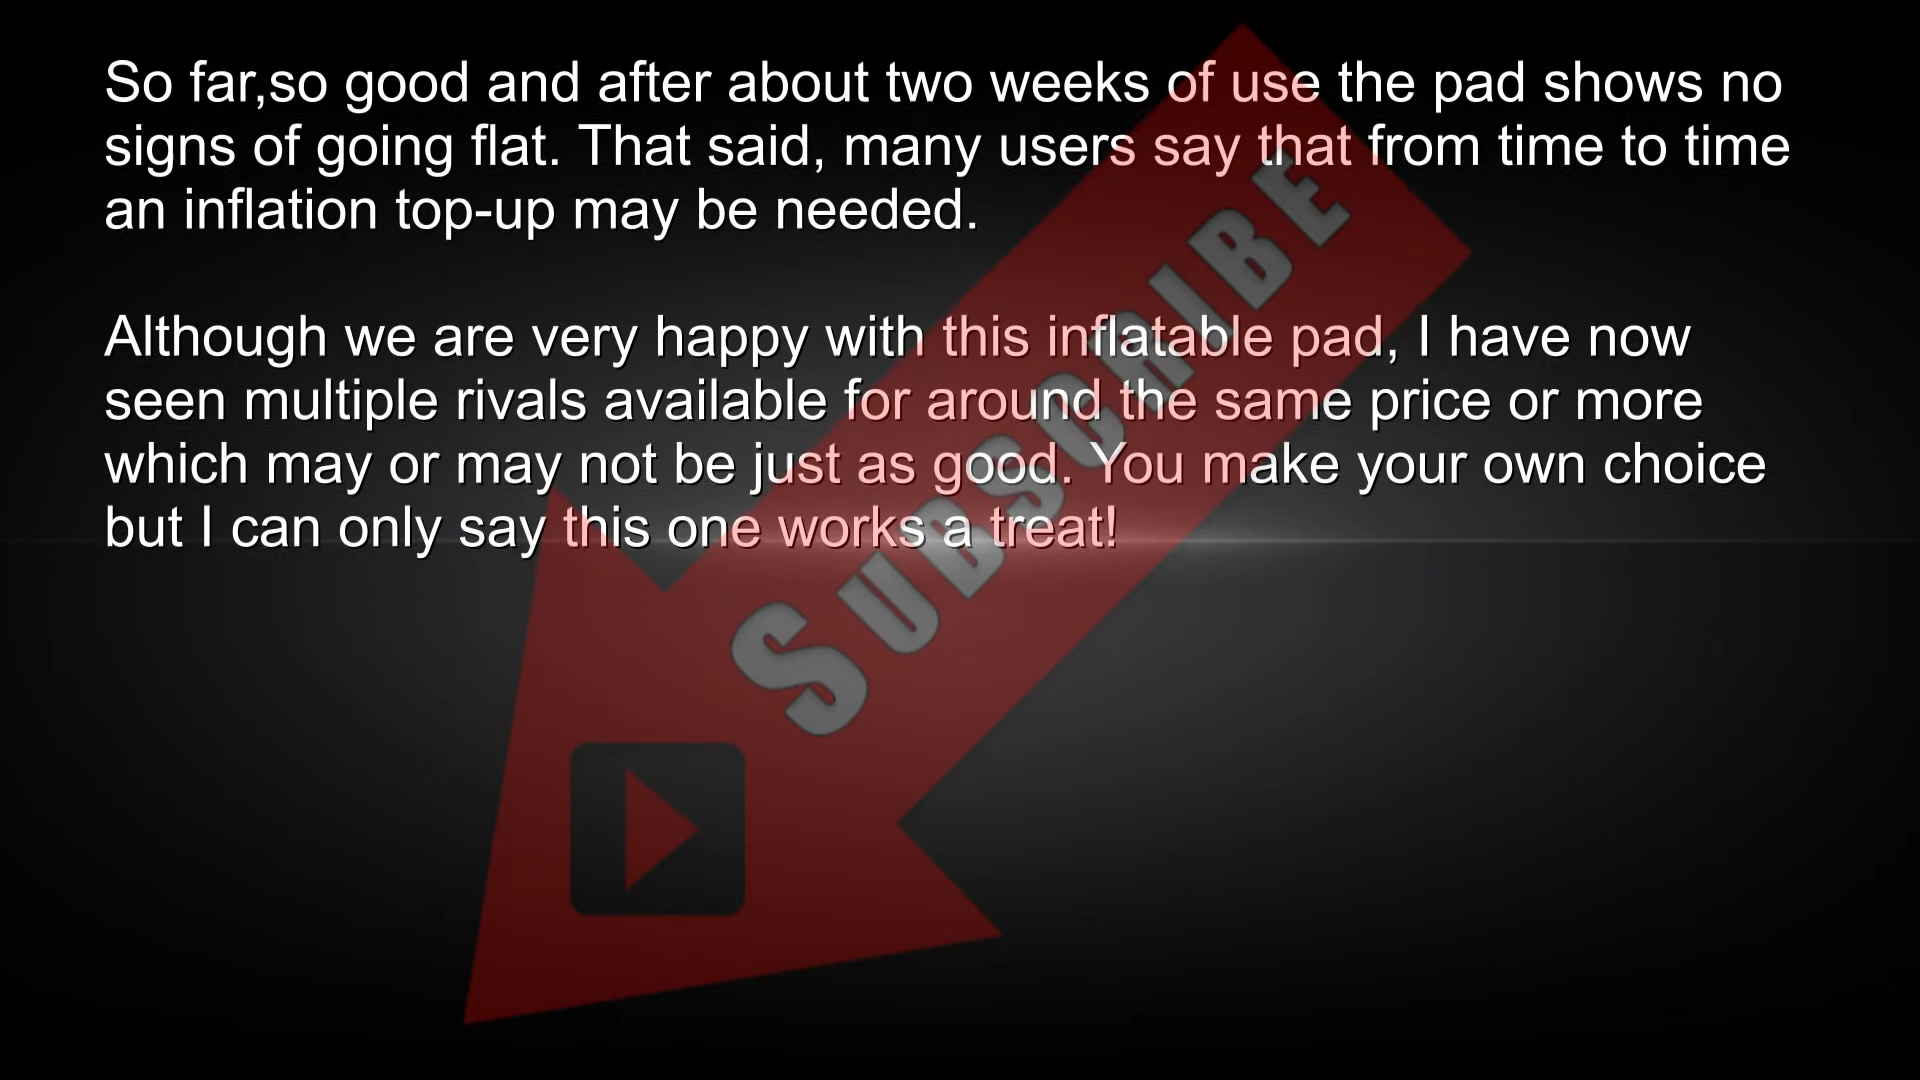 So far,so good and after about two weeks of use the pad shows no
signs of going flat. That said, many users say that from time to time
an inflation top-up may be needed.
Although we are very happy with this inflatable pad, I have now
seen multiple rivals available for around the same price or more
which may or may not be just as good. You make your own choice
but I can only say this one works a treat!
SUBSCRIBE